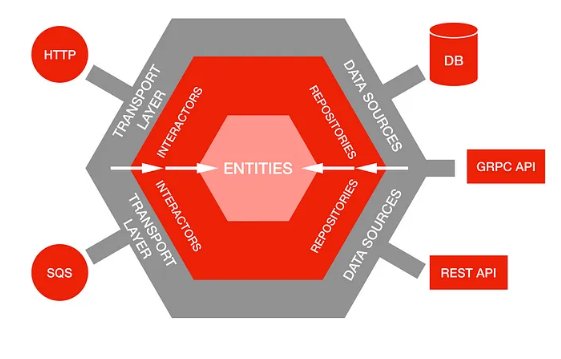 HTTP
TRANSPORT
LAYER
INTERACTORS
REPOSITORIES
DATA SOURCES
DB
ENTITIES
GRPC API
TRANSPORT
LAYER
INTERACTORS
REPOSITORIES
DATA SOURCES
SQS
REST API